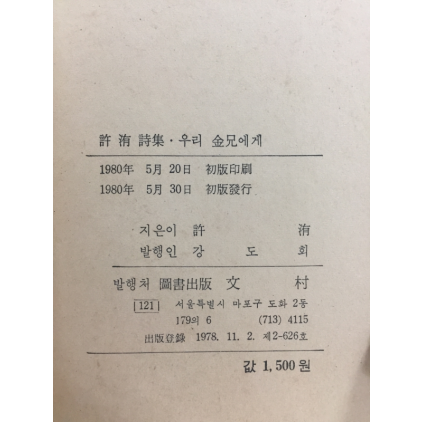 許洧 詩集·우리 金兄에게
1980年 5月 20日 初版印刷
1980年 5月 30日 初版發行
지은이 許 洧
발행인 강 도 희
발행처 圖書出版 文 村
121 서울특별시 마포구 도화 2동
179의 6 (713) 4115
出版登錄 1978. 11. 2. 제2-626호
값 1,500원